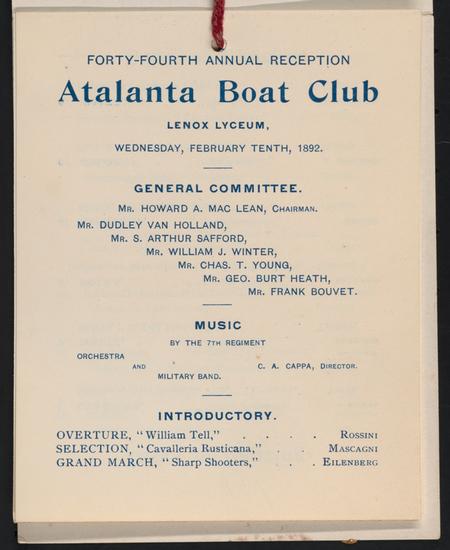 FORTY-FOURTH ANNUAL RECEPTION
Atalanta Boat Club
LENOX LYCEUM,
WEDNESDAY, FEBRUARY TENTH, 1892.
GENERAL COMMITTEE.
MR. HOWARD A. MAC LEAN, CHAIRMAN.
MR. DUDLEY VAN HOLLAND,
MR. S. ARTHUR SAFFORD,
MR. WILLIAM J. WINTER,
MR. CHAS. T. YOUNG,
MR. GEO. BURT HEATH,
MR. FRANK BOUVET.
MUSIC
BY THE 7TH REGIMENT
ORCHESTRA
AND C. A. CAPPA, DIRECTOR.
MILITARY BAND.
INTRODUCTORY.
OVERTURE, "William Tell," . . . . ROSSINI
SELECTION, "Cavalleria Rusticana," . . MASCAGNI
GRAND MARCH, "Sharp Shooters," . . EILENBERG